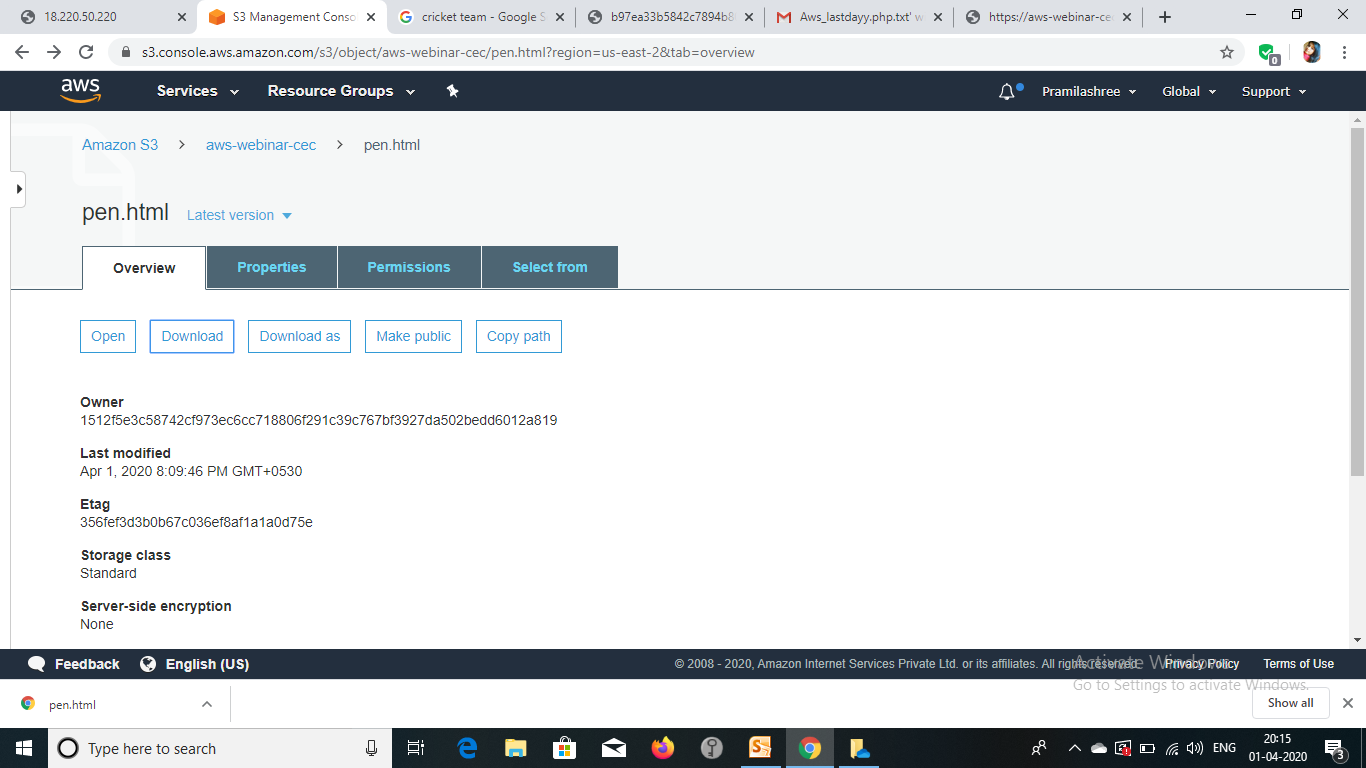 18.220.50.220
S3 Management Conso
cricket team - Google S
b97ea33b5842c7894b8
Aws_lastdayy.php.txt' w
https://aws-webinar-ce
s3.console.aws.amazon.com/s3/object/aws-webinar-cec/pen.html?region=us-east-2&tab=overview
0
aws
Services
Resource Groups
Pramilashree
Global
Support
Amazon S3 > aws-webinar-cec > pen.html
pen.html
Latest version
Overview
Properties
Permissions
Select from
Open
Download
Download as
Make public
Copy path
Owner
1512f5e3c58742cf973ec6cc718806f291c39c767bf3927da502bedd6012a819
Last modified
Apr 1, 2020 8:09:46 PM GMT+0530
Etag
356fef3d3b0b67c036ef8af1a1a0d75e
Storage class
Standard
Server-side encryption
None
Feedback
English (US)
© 2008 - 2020, Amazon Internet Services Private Ltd. or its affiliates. All rights reserved.
Privacy Policy
Terms of Use
Activate Windows
Go to Settings to activate Windows.
pen.html
Show all
Type here to search
ENG
20:15
01-04-2020
3